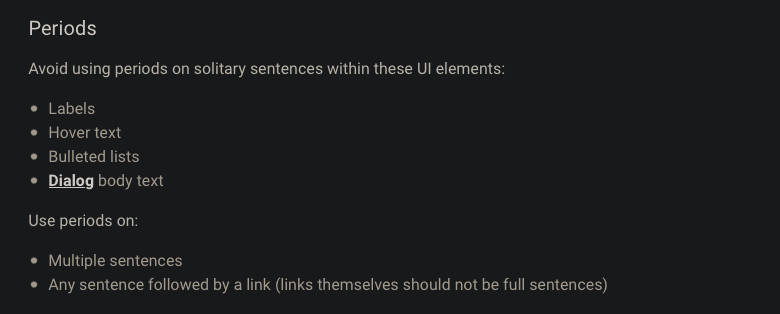 Periods
Avoid using periods on solitary sentences within these UI elements:
Labels
Hover text
Bulleted lists
Dialog body text
Use periods on:
Multiple sentences
Any sentence followed by a link (links themselves should not be full sentences)